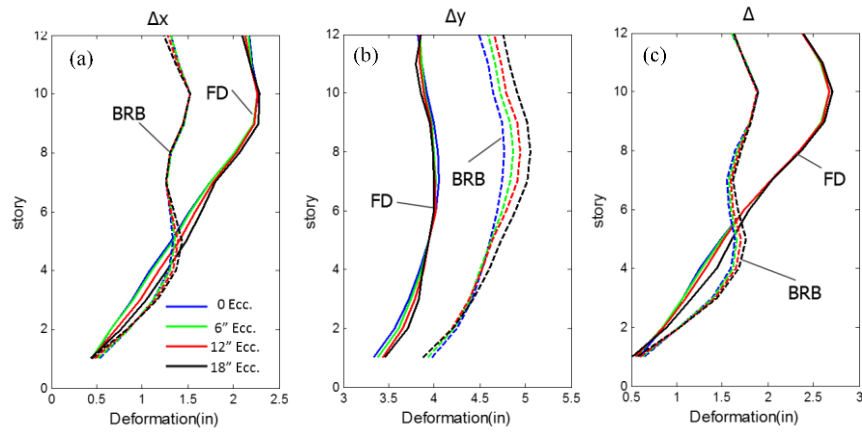 Δx
Δy
Δ
(a)
(b)
(c)
12
10
8
6
4
2
0
story
BRB
FD
0 Ecc.
6″ Ecc.
12″ Ecc.
18″ Ecc.
0.5 1 1.5 2 2.5
Deformation(in)
12
10
8
6
4
2
0
story
FD
BRB
3 3.5 4 4.5 5 5.5
Deformation(in)
12
10
8
6
4
2
0
story
FD
BRB
0.5 1 1.5 2 2.5 3
Deformation(in)